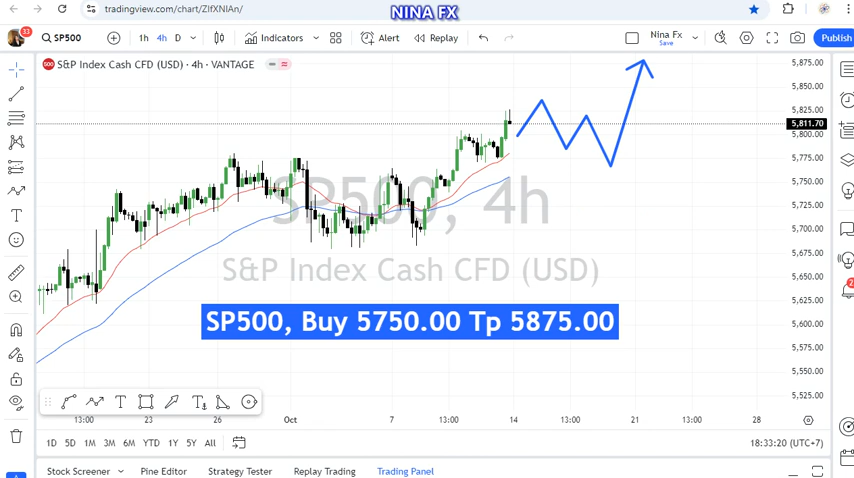 tradingview.com/chart/ZIfXNIAn/
NINA FX
33
SP500
1h 4h D
Indicators
Alert
Replay
Nina Fx
Save
Publish
500 S&P Index Cash CFD (USD) · 4h · VANTAGE
5,875.00
5,850.00
5,825.00
5,811.70
5,800.00
5,775.00
5,750.00
5,725.00
5,700.00
5,675.00
5,650.00
5,625.00
5,600.00
5,575.00
5,550.00
5,525.00
SP500, 4h
S&P Index Cash CFD (USD)
SP500, Buy 5750.00 Tp 5875.00
13:00 23 26 Oct 7 13:00 14 13:00 21 13:00 28
1D 5D 1M 3M 6M YTD 1Y 5Y All
18:33:20 (UTC+7)
Stock Screener Pine Editor Strategy Tester Replay Trading Trading Panel